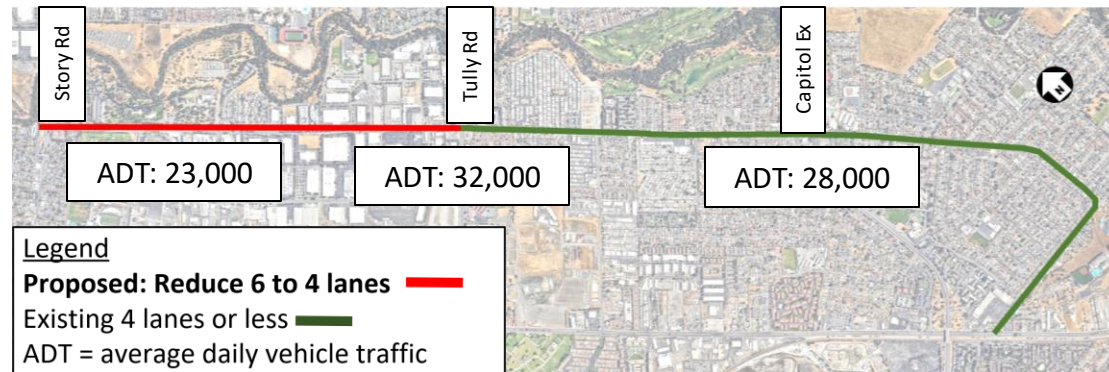 Story Rd
Tully Rd
Capitol Ex
N
ADT: 23,000
ADT: 32,000
ADT: 28,000
Legend
Proposed: Reduce 6 to 4 lanes
Existing 4 lanes or less
ADT = average daily vehicle traffic